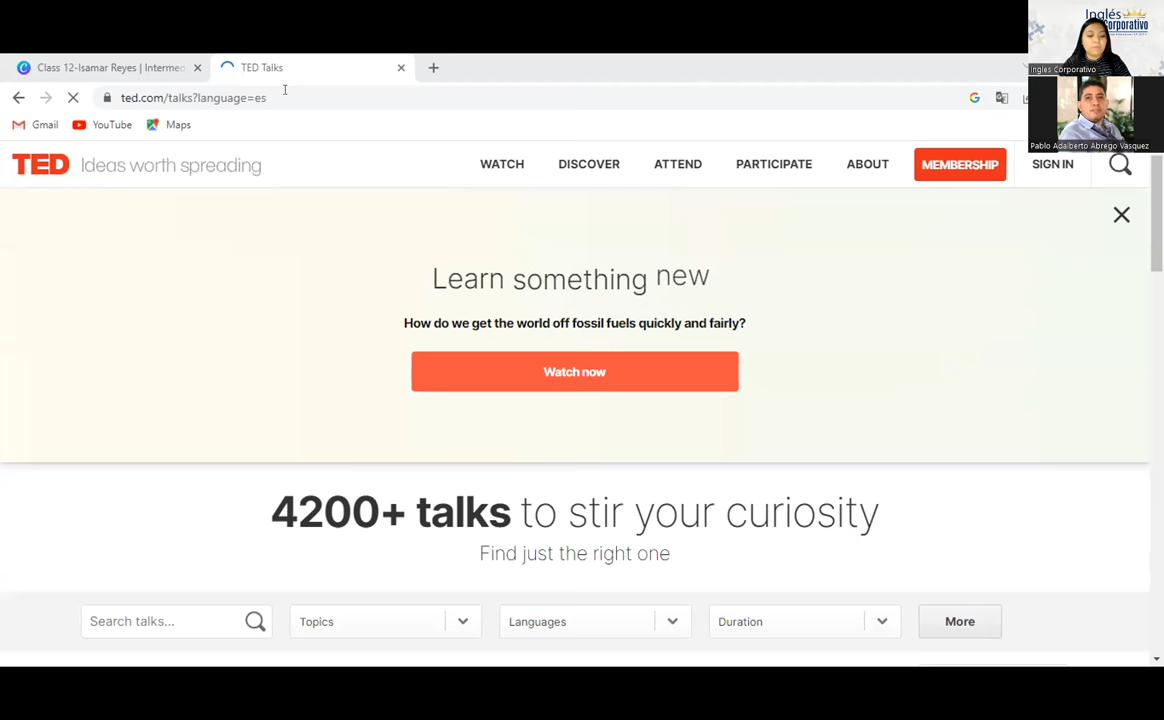 Class 12-Isamar Reyes | Intermed
TED Talks
ted.com/talks?language=es
Gmail
YouTube
Maps
TED Ideas worth spreading
WATCH
DISCOVER
ATTEND
PARTICIPATE
ABOUT
MEMBERSHIP
SIGN IN
Learn something new
How do we get the world off fossil fuels quickly and fairly?
Watch now
4200+ talks to stir your curiosity
Find just the right one
Search talks...
Topics
Languages
Duration
More
Inglés
Corporativo
Inglés Corporativo
Pablo Adalberto Abrego Vasquez